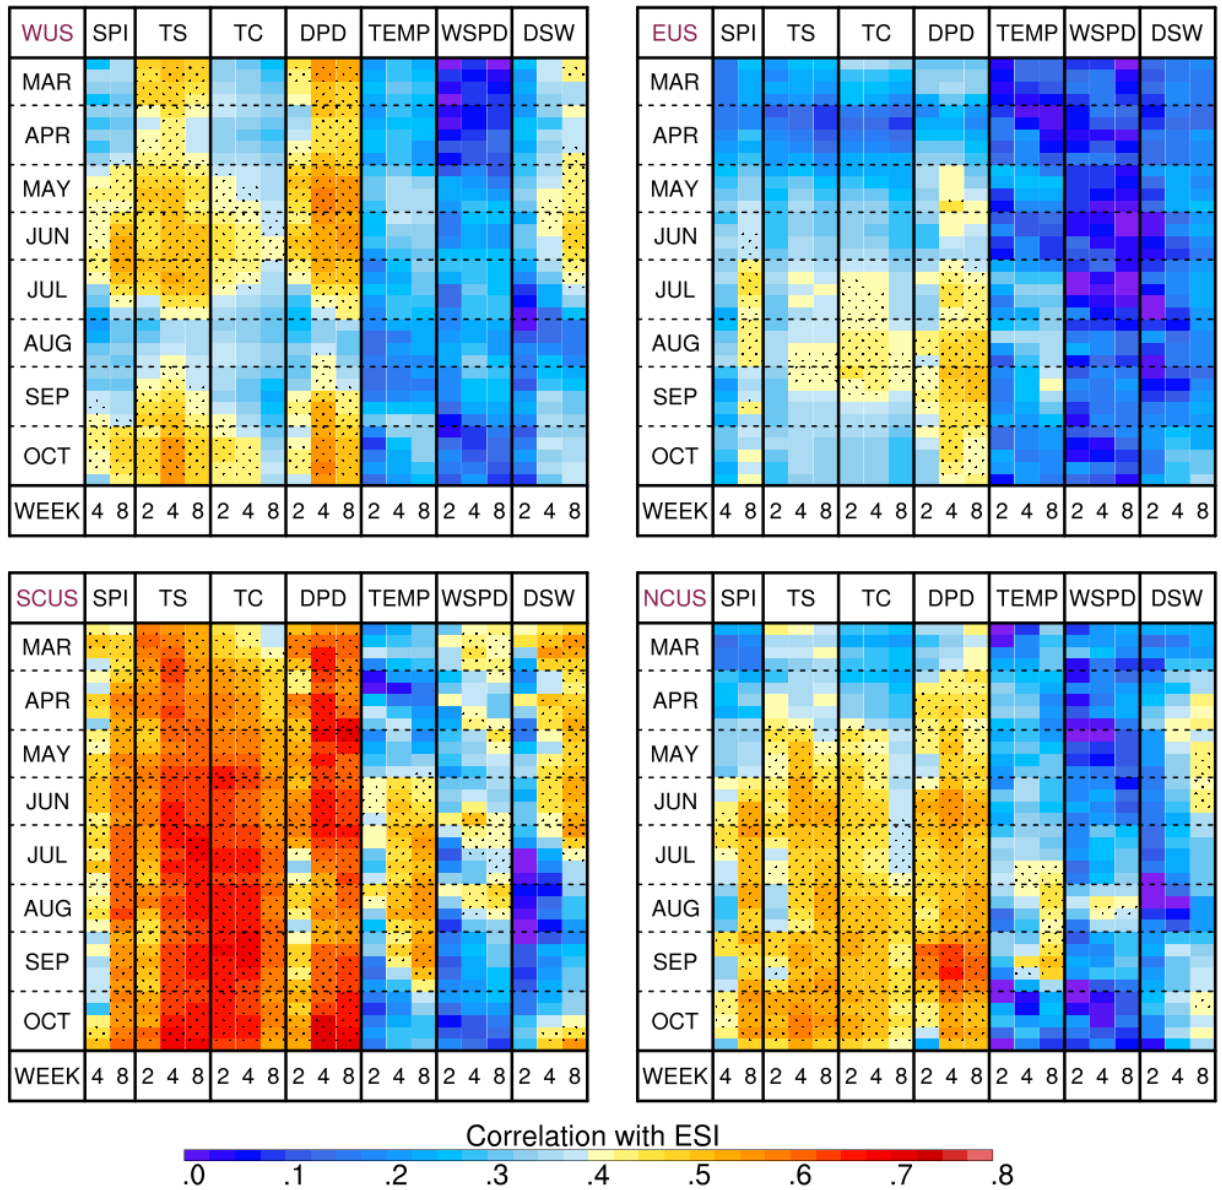 WUS SPI TS TC DPD TEMP WSPD DSW
MAR
APR
MAY
JUN
JUL
AUG
SEP
OCT
WEEK 4 8 2 4 8 2 4 8 2 4 8 2 4 8 2 4 8 2 4 8
EUS SPI TS TC DPD TEMP WSPD DSW
MAR
APR
MAY
JUN
JUL
AUG
SEP
OCT
WEEK 4 8 2 4 8 2 4 8 2 4 8 2 4 8 2 4 8 2 4 8
SCUS SPI TS TC DPD TEMP WSPD DSW
MAR
APR
MAY
JUN
JUL
AUG
SEP
OCT
WEEK 4 8 2 4 8 2 4 8 2 4 8 2 4 8 2 4 8 2 4 8
NCUS SPI TS TC DPD TEMP WSPD DSW
MAR
APR
MAY
JUN
JUL
AUG
SEP
OCT
WEEK 4 8 2 4 8 2 4 8 2 4 8 2 4 8 2 4 8 2 4 8
Correlation with ESI
.0 .1 .2 .3 .4 .5 .6 .7 .8